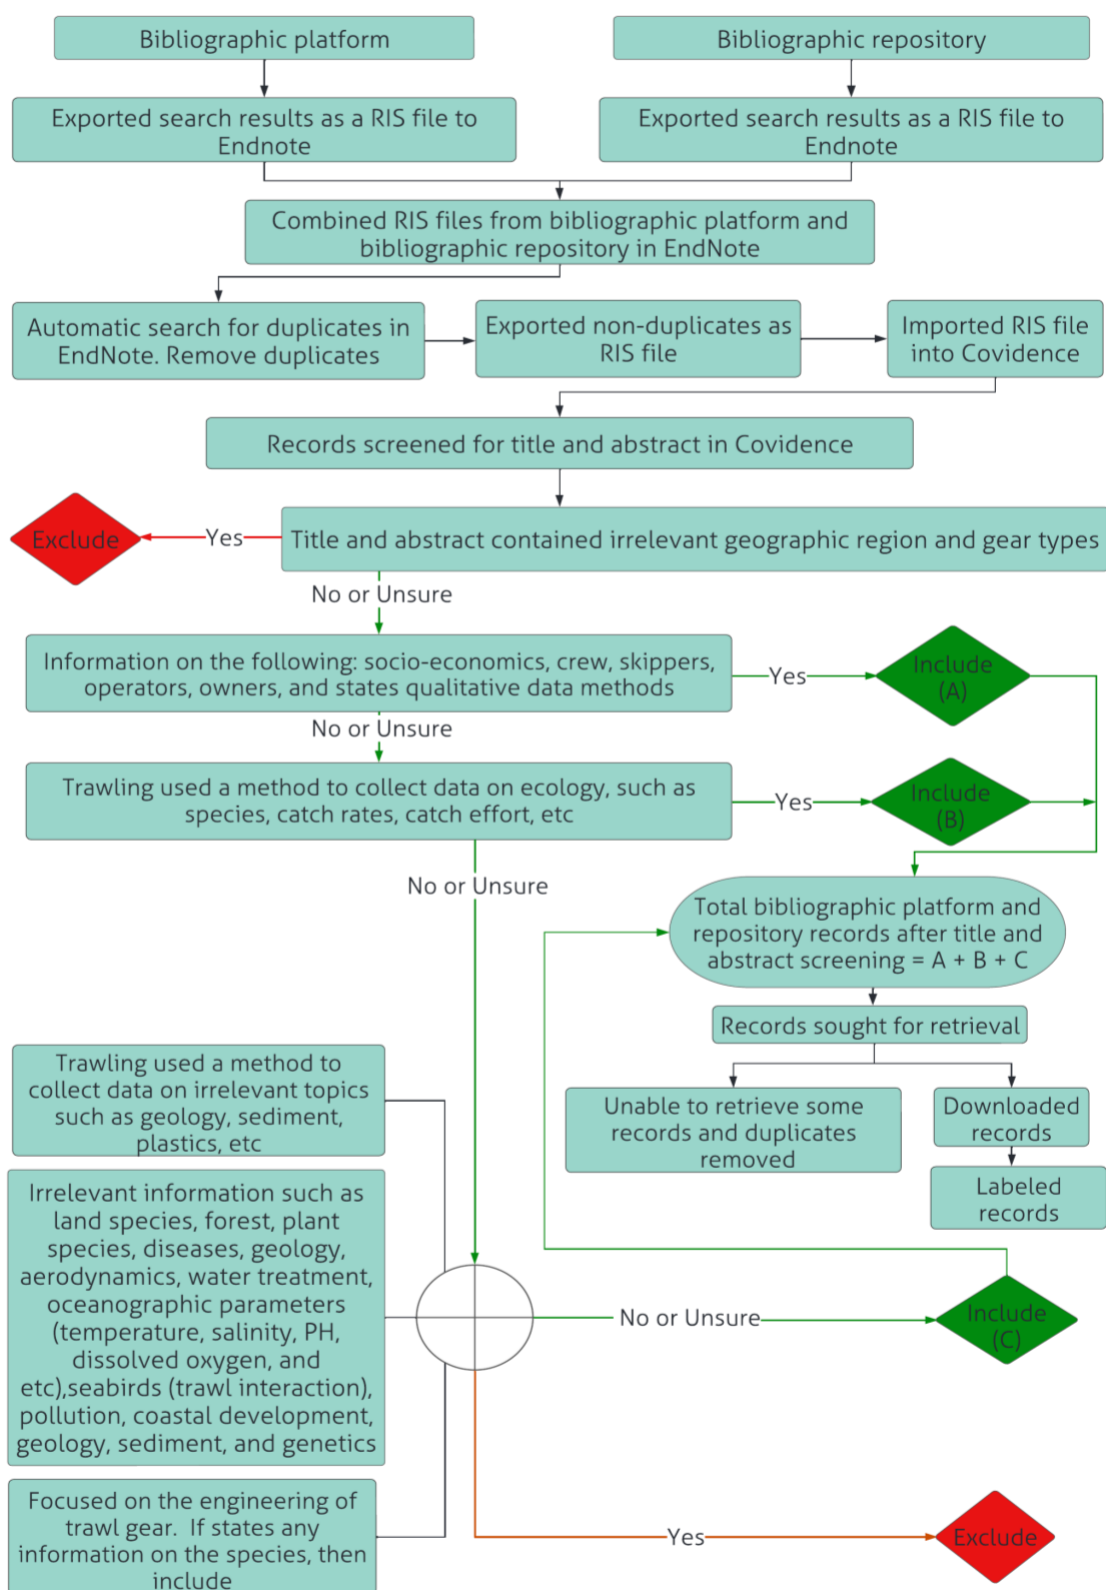 Bibliographic platform
Bibliographic repository
Exported search results as a RIS file to
Endnote
Exported search results as a RIS file to
Endnote
Combined RIS files from bibliographic platform and
bibliographic repository in EndNote
Automatic search for duplicates in
EndNote. Remove duplicates
Exported non-duplicates as
RIS file
Imported RIS file
into Covidence
Records screened for title and abstract in Covidence
Exclude
Yes
Title and abstract contained irrelevant geographic region and gear types
No or Unsure
Information on the following: socio-economics, crew, skippers,
operators, owners, and states qualitative data methods
Yes
Include
(A)
No or Unsure
Trawling used a method to collect data on ecology, such as
species, catch rates, catch effort, etc
Yes
Include
(B)
No or Unsure
Total bibliographic platform and
repository records after title and
abstract screening = A + B + C
Records sought for retrieval
Unable to retrieve some
records and duplicates
removed
Downloaded
records
Labeled
records
Trawling used a method to
collect data on irrelevant topics
such as geology, sediment,
plastics, etc
Irrelevant information such as
land species, forest, plant
species, diseases, geology,
aerodynamics, water treatment,
oceanographic parameters
(temperature, salinity, PH,
dissolved oxygen, and
etc),seabirds (trawl interaction),
pollution, coastal development,
geology, sediment, and genetics
No or Unsure
Include
(C)
Focused on the engineering of
trawl gear. If states any
information on the species, then
include
Yes
Exclude